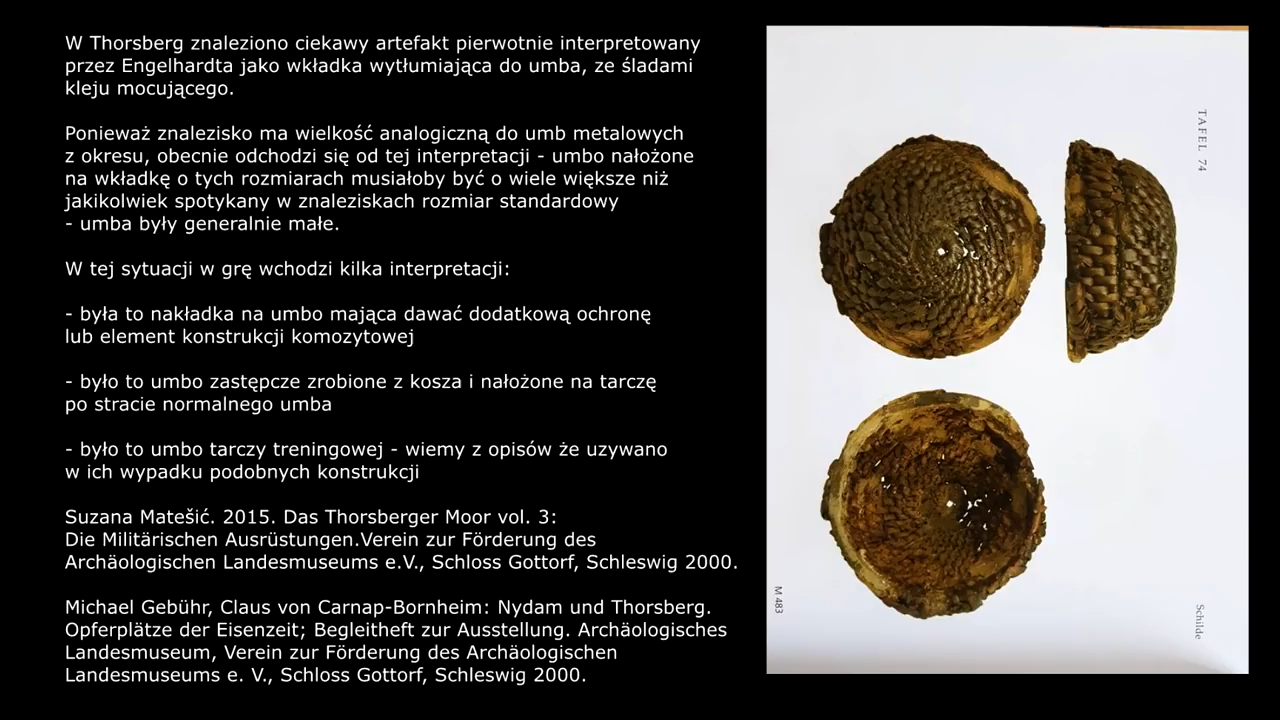 W Thorsberg znaleziono ciekawy artefakt pierwotnie interpretowany
przez Engelhardta jako wkładka wytłumiająca do umba, ze śladami
kleju mocującego.
Ponieważ znalezisko ma wielkość analogiczną do umb metalowych
z okresu, obecnie odchodzi się od tej interpretacji - umbo nałożone
na wkładkę o tych rozmiarach musiałoby być o wiele większe niż
jakikolwiek spotykany w znaleziskach rozmiar standardowy
- umba były generalnie małe.
W tej sytuacji w grę wchodzi kilka interpretacji:
- była to nakładka na umbo mająca dawać dodatkową ochronę
lub element konstrukcji komozytowej
- było to umbo zastępcze zrobione z kosza i nałożone na tarczę
po stracie normalnego umba
- było to umbo tarczy treningowej - wiemy z opisów że uzywano
w ich wypadku podobnych konstrukcji
Suzana Matešić. 2015. Das Thorsberger Moor vol. 3:
Die Militärischen Ausrüstungen.Verein zur Förderung des
Archäologischen Landesmuseums e.V., Schloss Gottorf, Schleswig 2000.
Michael Gebühr, Claus von Carnap-Bornheim: Nydam und Thorsberg.
Opferplätze der Eisenzeit; Begleitheft zur Ausstellung. Archäologisches
Landesmuseum, Verein zur Förderung des Archäologischen
Landesmuseums e. V., Schloss Gottorf, Schleswig 2000.
TAFEL 74
M 483
Schilde